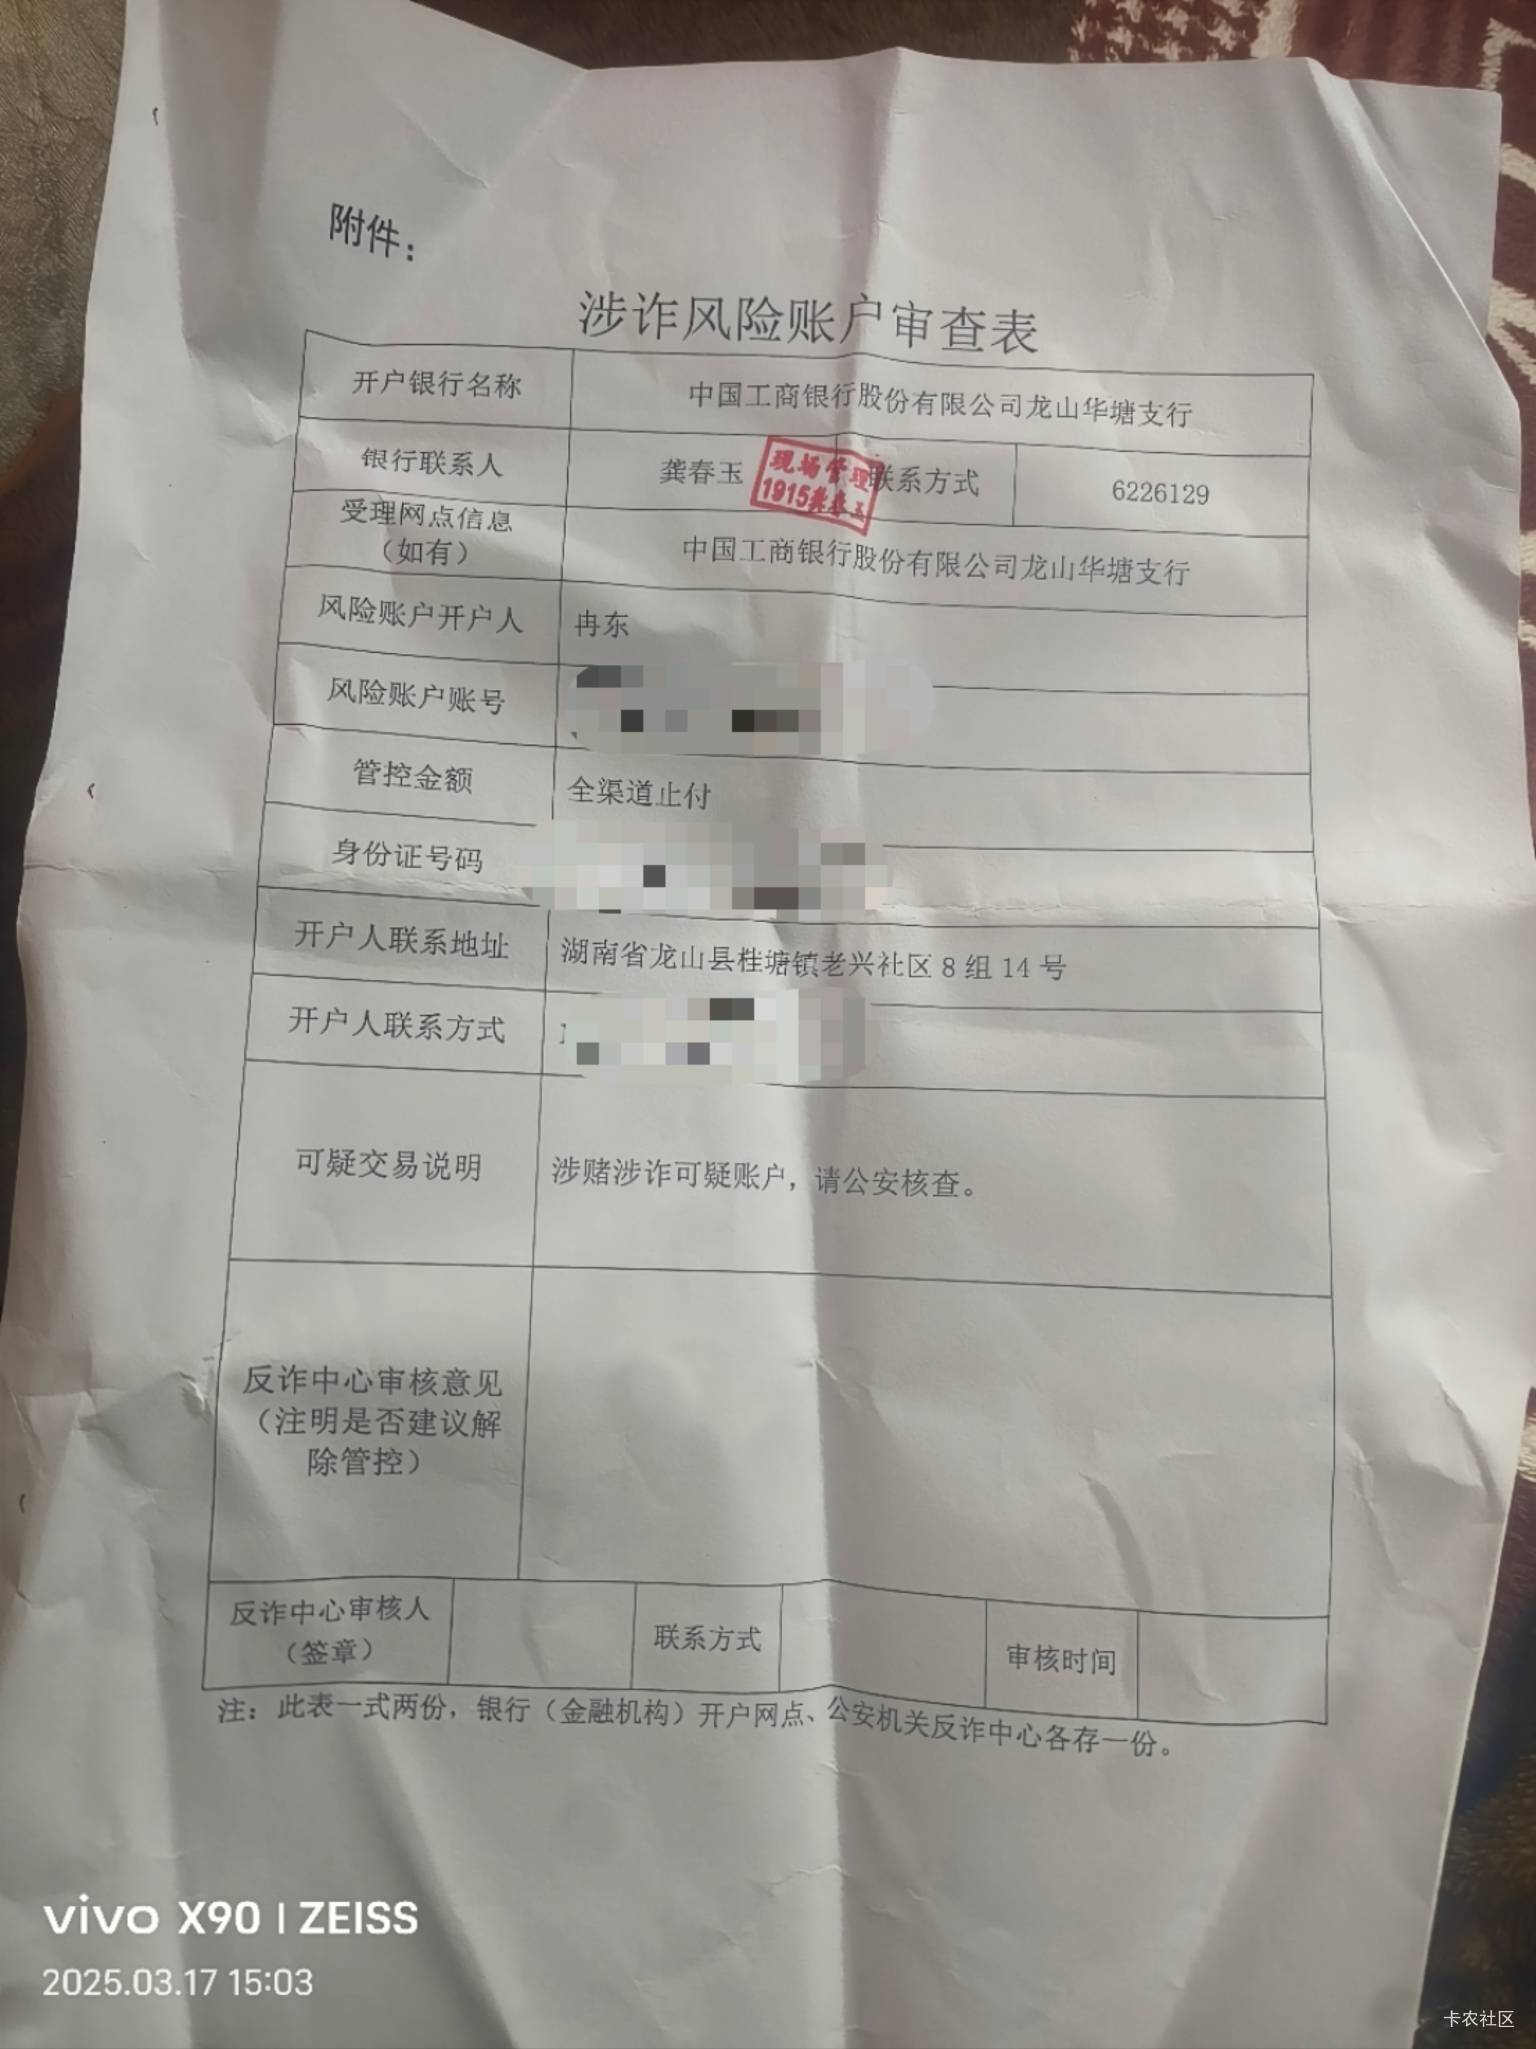 附件：
涉诈风险账户审查表
开户银行名称 中国工商银行股份有限公司龙山华塘支行
银行联系人 龚春玉 联系方式 6226129
现场管理
1915龚春玉
受理网点信息
（如有） 中国工商银行股份有限公司龙山华塘支行
风险账户开户人 冉东
风险账户账号
管控金额 全渠道止付
身份证号码
开户人联系地址 湖南省龙山县桂塘镇老兴社区8组14号
开户人联系方式
可疑交易说明 涉赌涉诈可疑账户，请公安核查。
反诈中心审核意见
（注明是否建议解
除管控）
反诈中心审核人
（签章） 联系方式 审核时间
注：此表一式两份，银行（金融机构）开户网点、公安机关反诈中心各存一份。
vivo X90 | ZEISS
2025.03.17 15:03
卡农社区